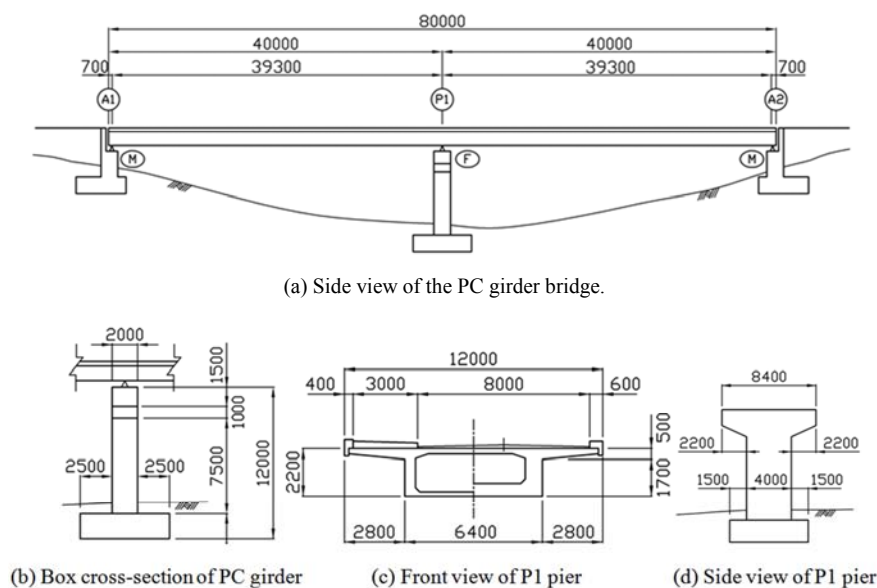 80000
40000 40000
700 39300 39300 700
A1 P1 A2
M F M
(a) Side view of the PC girder bridge.
2000
1500
1000
7500
12000
2500 2500
12000
400 3000 8000 600
500
2200
1700
2800 6400 2800
8400
2200 2200
1500 4000 1500
(b) Box cross-section of PC girder (c) Front view of P1 pier (d) Side view of P1 pier